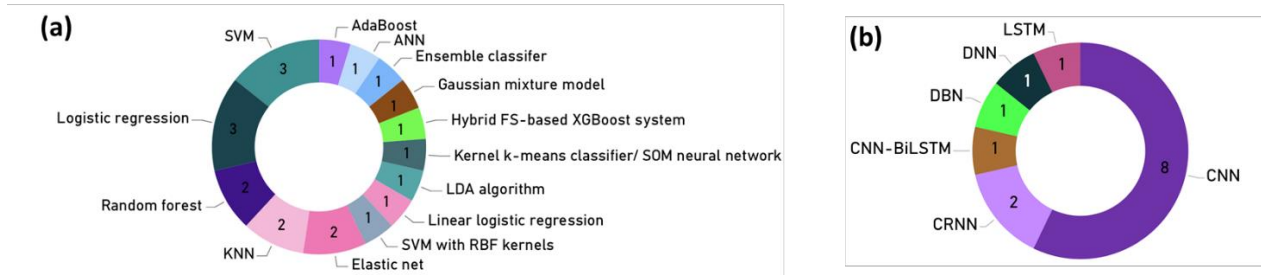 (a)
AdaBoost
1
ANN
1
Ensemble classifer
1
Gaussian mixture model
1
Hybrid FS-based XGBoost system
1
Kernel k-means classifier/ SOM neural network
1
LDA algorithm
1
Linear logistic regression
1
SVM with RBF kernels
1
Elastic net
2
KNN
2
Random forest
2
Logistic regression
3
SVM
3
(b)
LSTM
1
DNN
1
DBN
1
CNN-BiLSTM
1
CRNN
2
CNN
8